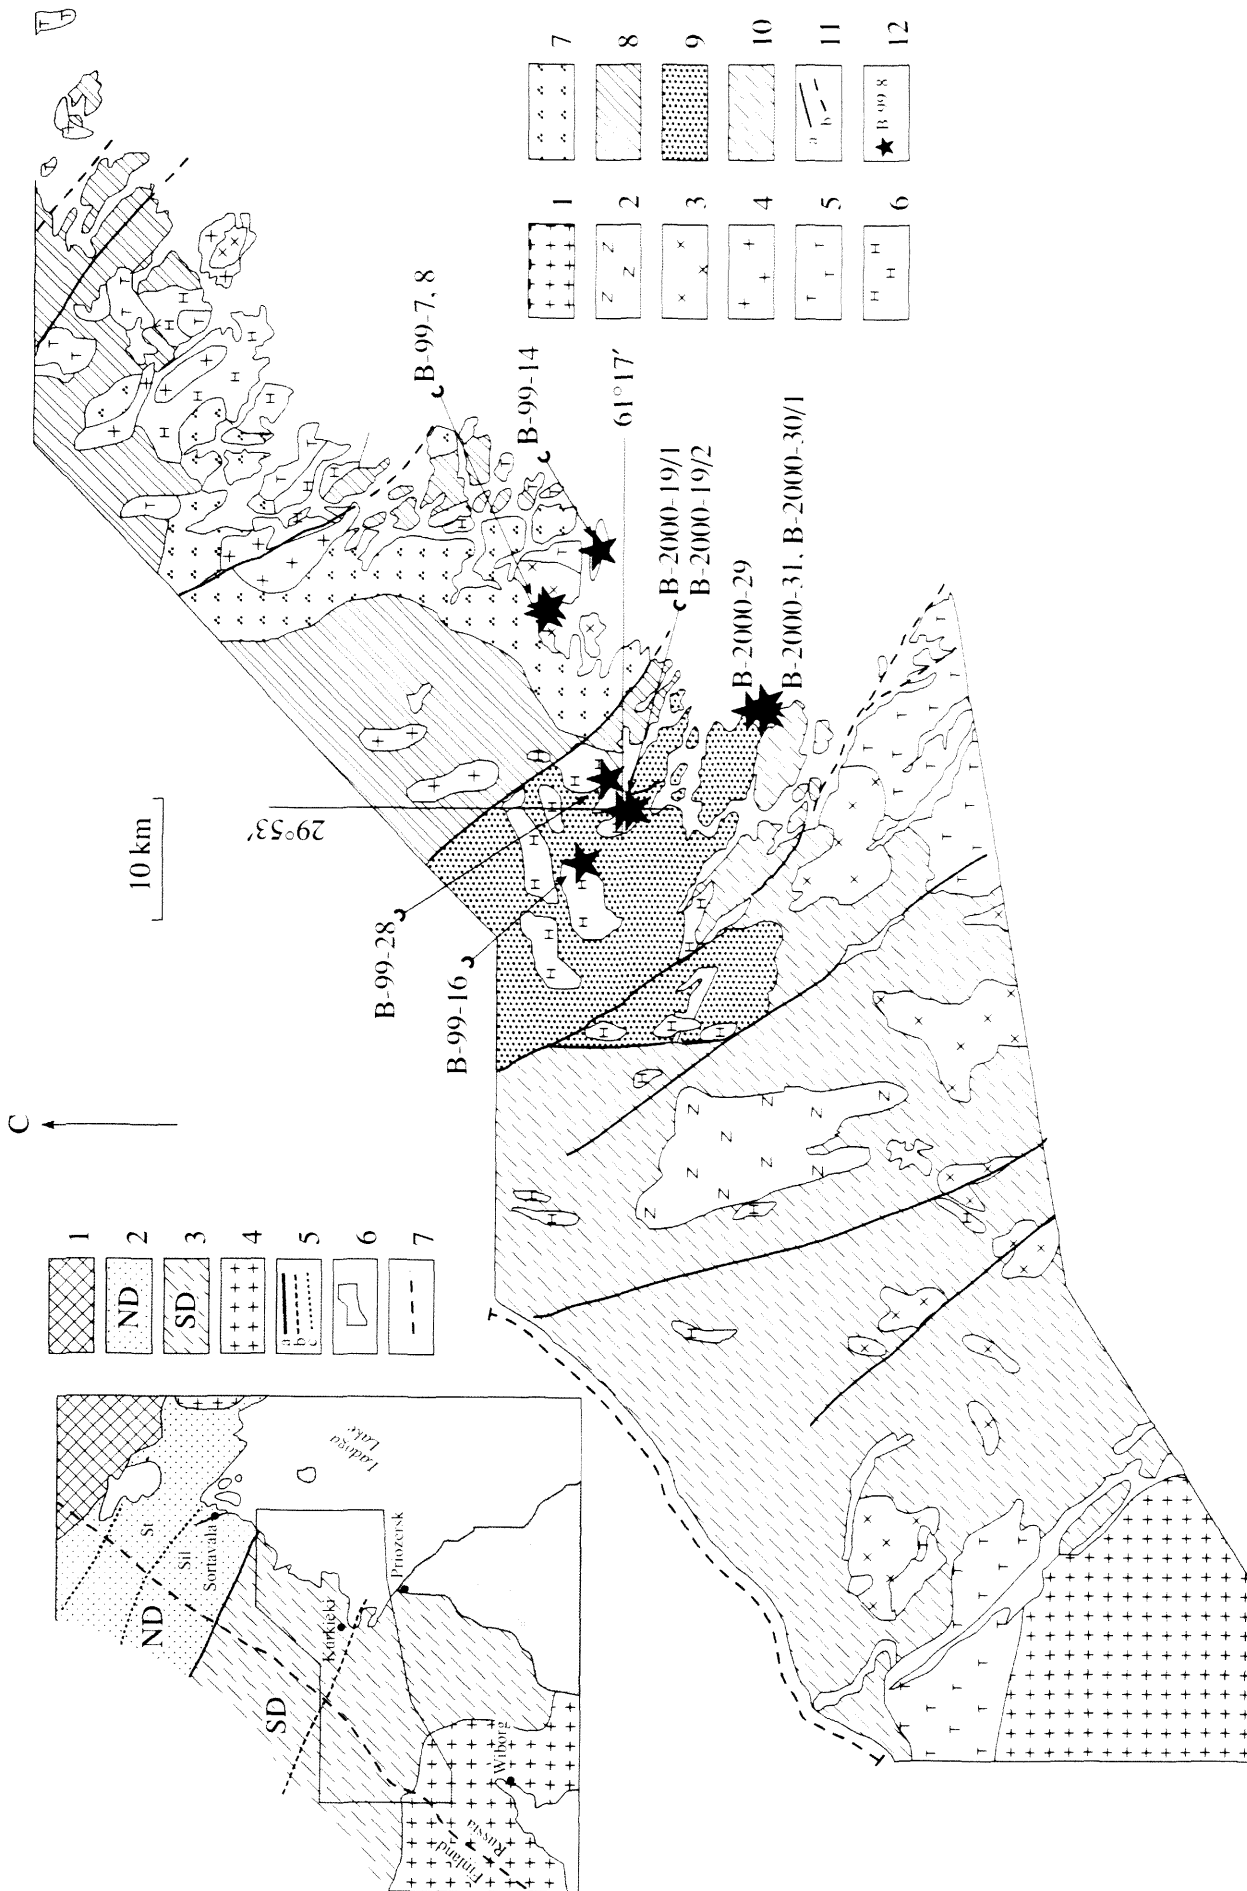 C
10 km
29°53′
61°17′
B-99-7, 8
B-99-14
B-2000-19/1
B-2000-19/2
B-2000-29
B-2000-31, B-2000-30/1
B-99-28
B-99-16
ND
SD
St
Sil
Sortavala
Ladoga
Lake
Kurkieki
Priozersk
Wiborg
Finland
Russia
1
ND 2
SD 3
4
a
b
c
5
6
7
1
2
3
4
5
6
7
8
9
10
a
b
11
B-99 8 12